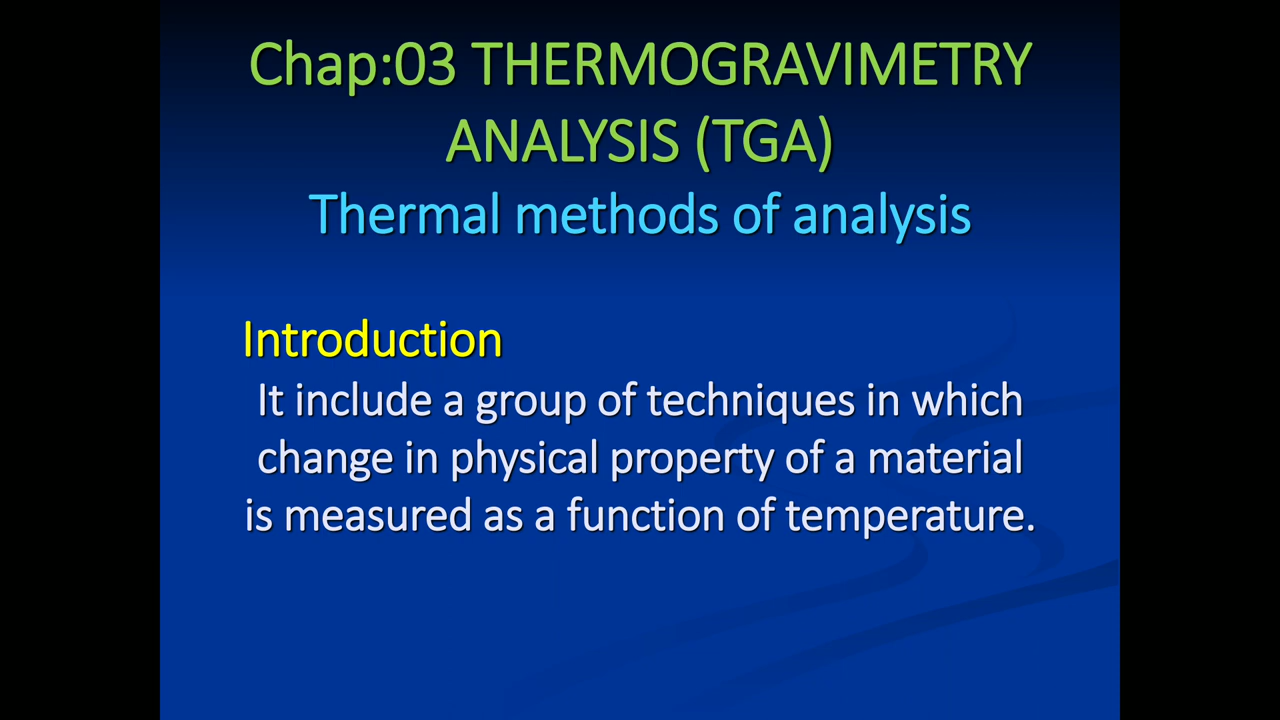 Chap:03 THERMOGRAVIMETRY
ANALYSIS (TGA)
Thermal methods of analysis
Introduction
It include a group of techniques in which
change in physical property of a material
is measured as a function of temperature.